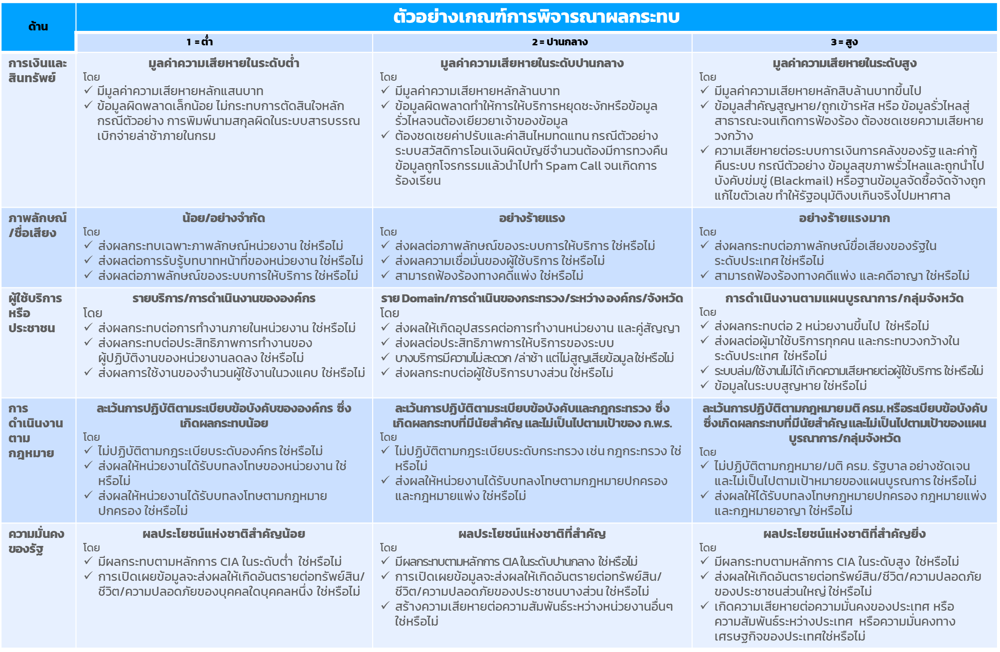 ด้าน
ตัวอย่างเกณฑ์การพิจารณาผลกระทบ
1 = ต่ำ
2 = ปานกลาง
3 = สูง
การเงินและ
สินทรัพย์
มูลค่าความเสียหายในระดับต่ำ
โดย
✓ มีมูลค่าความเสียหายหลักแสนบาท
✓ ข้อมูลผิดพลาดเล็กน้อย ไม่กระทบการตัดสินใจหลัก
กรณีตัวอย่าง การพิมพ์นามสกุลผิดในระบบสารบรรณ
เบิกจ่ายล่าช้าภายในกรม
มูลค่าความเสียหายในระดับปานกลาง
โดย
✓ มีมูลค่าความเสียหายหลักล้านบาท
✓ ข้อมูลผิดพลาดทำให้การให้บริการหยุดชะงักหรือข้อมูล
รั่วไหลจนต้องเยียวยาเจ้าของข้อมูล
✓ ต้องชดเชยค่าปรับและค่าสินไหมทดแทน กรณีตัวอย่าง
ระบบสวัสดิการโอนเงินผิดบัญชีจำนวนต้องมีการทวงคืน
ข้อมูลถูกโจรกรรมแล้วนำไปทำ Spam Call จนเกิดการ
ร้องเรียน
มูลค่าความเสียหายในระดับสูง
โดย
✓ มีมูลค่าความเสียหายหลักสิบล้านบาทขึ้นไป
✓ ข้อมูลสำคัญสูญหาย/ถูกเข้ารหัส หรือ ข้อมูลรั่วไหลสู่
สาธารณะจนเกิดการฟ้องร้อง ต้องชดเชยความเสียหาย
วงกว้าง
✓ ความเสียหายต่อระบบการเงินการคลังของรัฐ และค่ากู้
คืนระบบ กรณีตัวอย่าง ข้อมูลสุขภาพรั่วไหลและถูกนำไป
บังคับข่มขู่ (Blackmail) หรือฐานข้อมูลจัดซื้อจัดจ้างถูก
แก้ไขตัวเลข ทำให้รัฐอนุมัติงบเกินจริงไปมหาศาล
ภาพลักษณ์
/ชื่อเสียง
น้อย/อย่างจำกัด
โดย
✓ ส่งผลกระทบเฉพาะภาพลักษณ์หน่วยงาน ใช่หรือไม่
✓ ส่งผลต่อการรับรู้บทบาทหน้าที่ของหน่วยงาน ใช่หรือไม่
✓ ส่งผลต่อภาพลักษณ์ของระบบการให้บริการ ใช่หรือไม่
อย่างร้ายแรง
โดย
✓ ส่งผลต่อภาพลักษณ์ของระบบการให้บริการ ใช่หรือไม่
✓ ส่งผลความเชื่อมั่นของผู้ใช้บริการ ใช่หรือไม่
✓ สามารถฟ้องร้องทางคดีแพ่ง ใช่หรือไม่
อย่างร้ายแรงมาก
โดย
✓ ส่งผลกระทบต่อภาพลักษณ์ขื่อเสียงของรัฐใน
ระดับประเทศ ใช่หรือไม่
✓ สามารถฟ้องร้องทางคดีแพ่ง และคดีอาญา ใช่หรือไม่
ผู้ใช้บริการ
หรือ
ประชาชน
รายบริการ/การดำเนินงานขององค์กร
โดย
✓ ส่งผลกระทบต่อการทำงานภายในหน่วยงาน ใช่หรือไม่
✓ ส่งผลกระทบต่อประสิทธิภาพการทำงานของ
ผู้ปฏิบัติงานของหน่วยงานลดลง ใช่หรือไม่
✓ ส่งผลการใช้งานของจำนวนผู้ใช้งานในวงแคบ ใช่หรือไม่
ราย Domain/การดำเนินของกระทรวง/ระหว่าง องค์กร/จังหวัด
โดย
✓ ส่งผลให้เกิดอุปสรรคต่อการทำงานหน่วยงาน และคู่สัญญา
✓ ส่งผลต่อประสิทธิภาพการให้บริการของระบบ
✓ บางบริการมีความไม่สะดวก /ล่าช้า แต่ไม่สูญเสียข้อมูล ใช่หรือไม่
✓ ส่งผลกระทบต่อผู้ใช้บริการบางส่วน ใช่หรือไม่
การดำเนินงานตามแผนบูรณาการ/กลุ่มจังหวัด
โดย
✓ ส่งผลกระทบต่อ 2 หน่วยงานขึ้นไป ใช่หรือไม่
✓ ส่งผลต่อผู้มาใช้บริการทุกคน และกระทบวงกว้างใน
ระดับประเทศ ใช่หรือไม่
✓ ระบบล่ม/ใช้งานไม่ได้ เกิดความเสียหายต่อผู้ใช้บริการ ใช่หรือไม่
✓ ข้อมูลในระบบสูญหาย ใช่หรือไม่
การ
ดำเนินงาน
ตาม
กฎหมาย
ละเว้นการปฏิบัติตามระเบียบข้อบังคับขององค์กร ซึ่ง
เกิดผลกระทบน้อย
โดย
✓ ไม่ปฏิบัติตามกฎระเบียบระดับองค์กร ใช่หรือไม่
✓ ส่งผลให้หน่วยงานได้รับบทลงโทษของหน่วยงาน ใช่
หรือไม่
✓ ส่งผลให้หน่วยงานได้รับบทลงโทษตามกฎหมาย
ปกครอง ใช่หรือไม่
ละเว้นการปฏิบัติตามระเบียบข้อบังคับและกฎกระทรวง ซึ่ง
เกิดผลกระทบที่มีนัยสำคัญ และไม่เป็นไปตามเป้าของ ก.พ.ร.
โดย
✓ ไม่ปฏิบัติตามกฎระเบียบระดับกระทรวง เช่น กฎกระทรวง ใช่
หรือไม่
✓ ส่งผลให้หน่วยงานได้รับบทลงโทษตามกฎหมายปกครอง
และกฎหมายแพ่ง ใช่หรือไม่
ละเว้นการปฏิบัติตามกฎหมาย มติ ครม. หรือระเบียบข้อบังคับ
ซึ่งเกิดผลกระทบที่มีนัยสำคัญ และไม่เป็นไปตามเป้าของแผน
บูรณาการ/กลุ่มจังหวัด
โดย
✓ ไม่ปฏิบัติตามกฎหมาย/มติ ครม. รัฐบาล อย่างชัดเจน
และไม่เป็นไปตามเป้าหมายของแผนบูรณการ ใช่หรือไม่
✓ ส่งผลให้ได้รับบทลงโทษกฎหมายปกครอง กฎหมายแพ่ง
และกฎหมายอาญา ใช่หรือไม่
ความมั่นคง
ของรัฐ
ผลประโยชน์แห่งชาติสำคัญน้อย
โดย
✓ มีผลกระทบตามหลักการ CIA ในระดับต่ำ ใช่หรือไม่
✓ การเปิดเผยข้อมูลจะส่งผลให้เกิดอันตรายต่อทรัพย์สิน/
ชีวิต/ความปลอดภัยของบุคคลใดบุคคลหนึ่ง ใช่หรือไม่
ผลประโยชน์แห่งชาติที่สำคัญ
โดย
✓ มีผลกระทบตามหลักการ CIA ในระดับปานกลาง ใช่หรือไม่
✓ การเปิดเผยข้อมูลจะส่งผลให้เกิดอันตรายต่อทรัพย์สิน/
ชีวิต/ความปลอดภัยของประชาชนบางส่วน ใช่หรือไม่
✓ สร้างความเสียหายต่อความสัมพันธ์ระหว่างหน่วยงานอื่นๆ
ใช่หรือไม่
ผลประโยชน์แห่งชาติที่สำคัญยิ่ง
โดย
✓ มีผลกระทบตามหลักการ CIA ในระดับสูง ใช่หรือไม่
✓ ส่งผลให้เกิดอันตรายต่อทรัพย์สิน/ชีวิต/ความปลอดภัย
ของประชาชนส่วนใหญ่ ใช่หรือไม่
✓ เกิดความเสียหายต่อความมั่นคงของประเทศ หรือ
ความสัมพันธ์ระหว่างประเทศ หรือความมั่นคงทาง
เศรษฐกิจของประเทศใช่หรือไม่